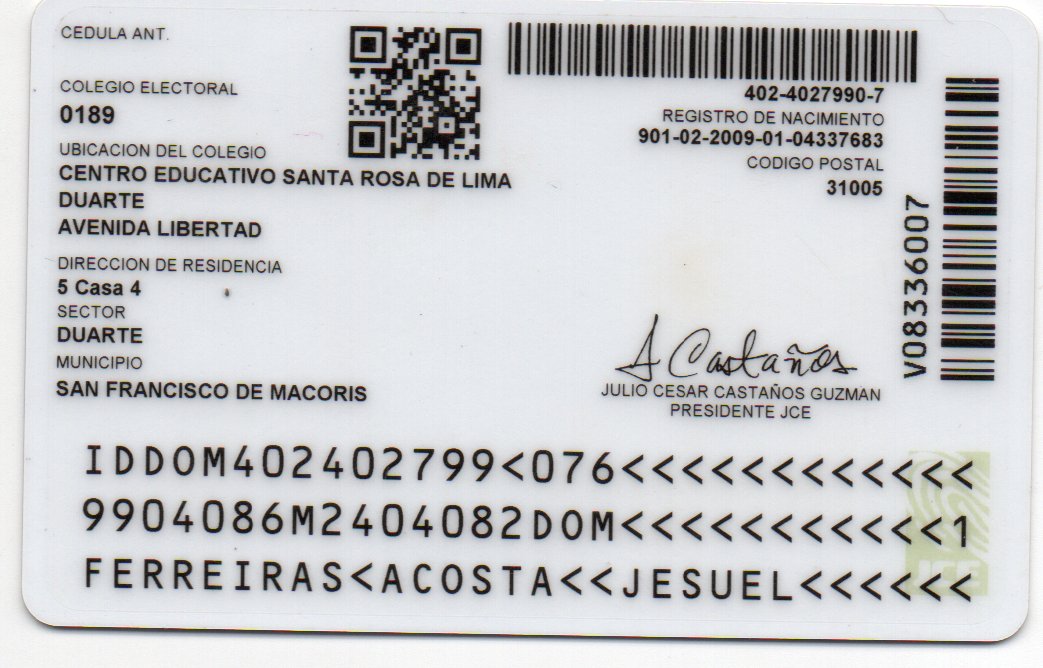 CEDULA ANT.
COLEGIO ELECTORAL
0189
UBICACION DEL COLEGIO
CENTRO EDUCATIVO SANTA ROSA DE LIMA
DUARTE
AVENIDA LIBERTAD
DIRECCION DE RESIDENCIA
5 Casa 4
SECTOR
DUARTE
MUNICIPIO
SAN FRANCISCO DE MACORIS
402-4027990-7
REGISTRO DE NACIMIENTO
901-02-2009-01-04337683
CODIGO POSTAL
31005
V08336007
J Castaños
JULIO CESAR CASTAÑOS GUZMAN
PRESIDENTE JCE
IDDOM402402799<076<<<<<<<<<<<<
9904086M2404082DOM<<<<<<<<<<<1
FERREIRAS<ACOSTA<<JESUEL<<<<<<
JCE